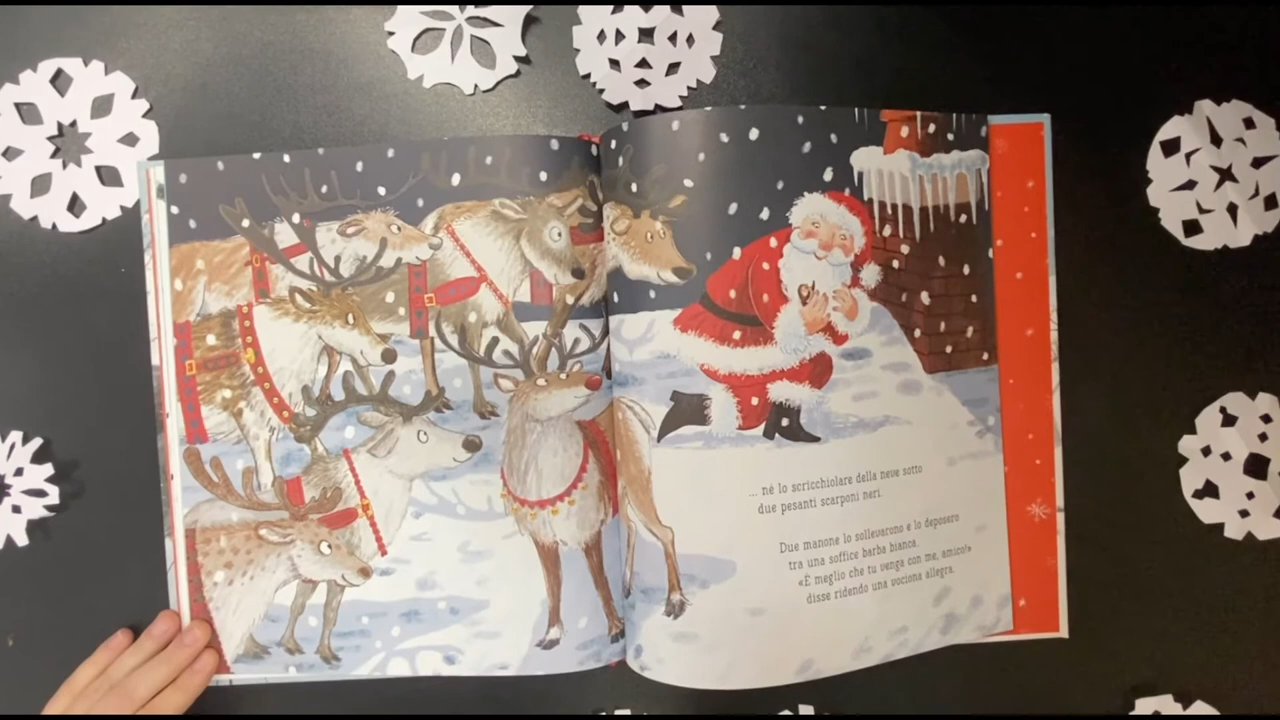 ... né lo scricchiolare della neve sotto
due pesanti scarponi neri.
Due manone lo sollevarono e lo deposero
tra una soffice barba bianca.
«È meglio che tu venga con me, amico!»
disse ridendo una vociona allegra.